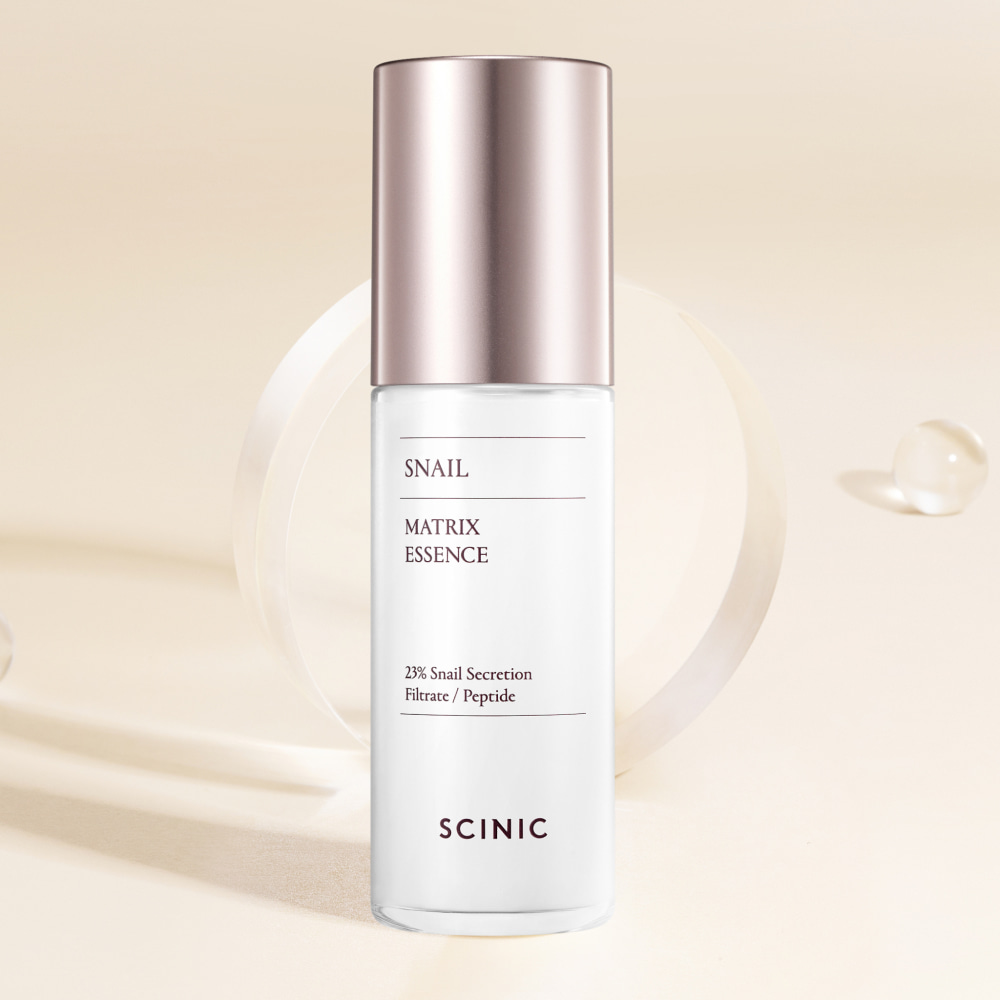 SNAIL
MATRIX
ESSENCE
23% Snail Secretion
Filtrate / Peptide
SCINIC